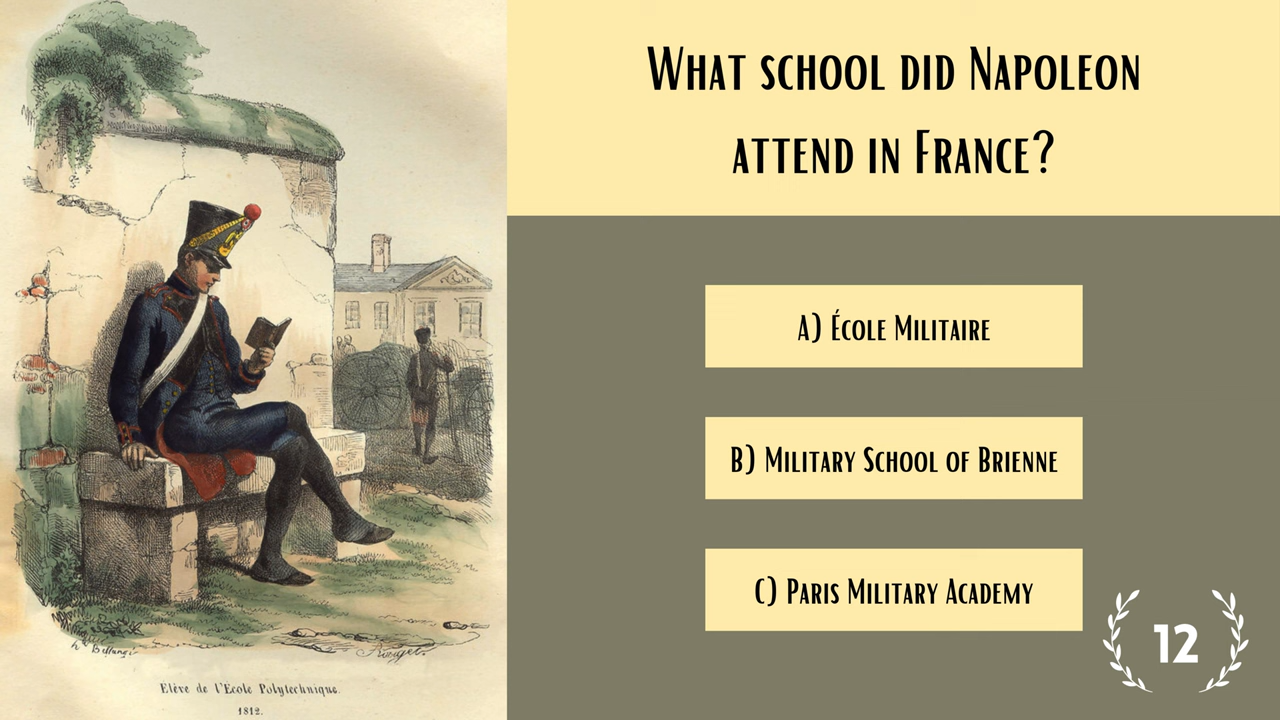 What school did Napoleon
attend in France?
A) École Militaire
B) Military School of Brienne
C) Paris Military Academy
12
Elève de l'Ecole Polytechnique.
1812.